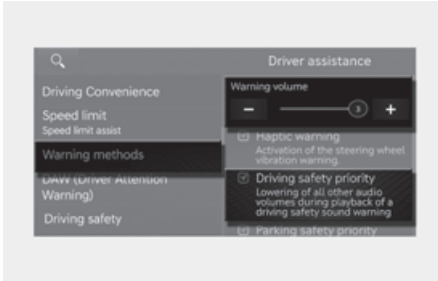 Driver assistance
Driving Convenience
Speed limit
Speed limit assist
Warning methods
DAW (Driver Attention
Warning)
Driving safety
Warning volume
3
Haptic warning
Activation of the steering wheel
vibration warning.
Driving safety priority
Lowering of all other audio
volumes during playback of a
driving safety sound warning
Parking safety priority